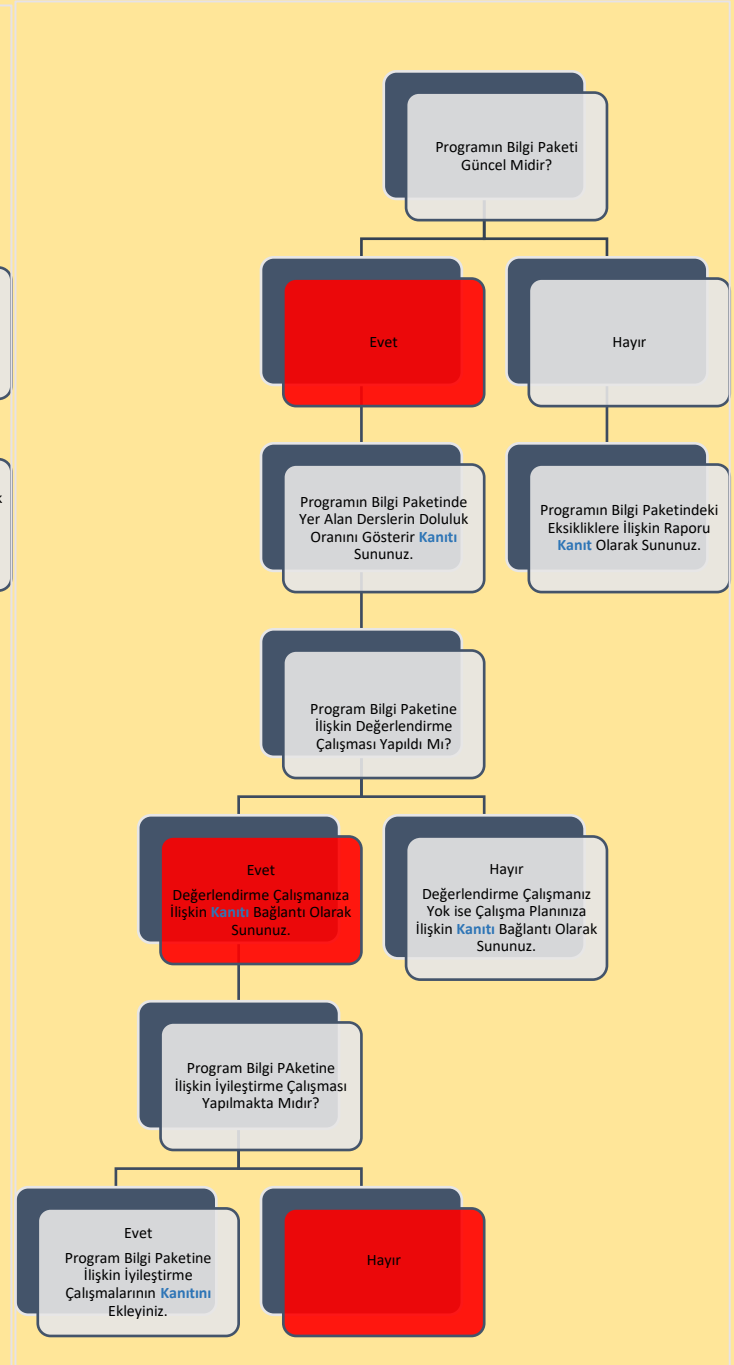 Programın Bilgi Paketi
Güncel Midir?
Evet
Hayır
Programın Bilgi Paketinde
Yer Alan Derslerin Doluluk
Oranını Gösterir Kanıtı
Sununuz.
Programın Bilgi Paketindeki
Eksikliklere İlişkin Raporu
Kanıt Olarak Sununuz.
Program Bilgi Paketine
İlişkin Değerlendirme
Çalışması Yapıldı Mı?
Evet
Değerlendirme Çalışmanıza
İlişkin Kanıtı Bağlantı Olarak
Sununuz.
Hayır
Değerlendirme Çalışmanız
Yok ise Çalışma Planınıza
İlişkin Kanıtı Bağlantı Olarak
Sununuz.
Program Bilgi PAketine
İlişkin İyileştirme Çalışması
Yapılmakta Mıdır?
Evet
Program Bilgi Paketine
İlişkin İyileştirme
Çalışmalarının Kanıtını
Ekleyiniz.
Hayır